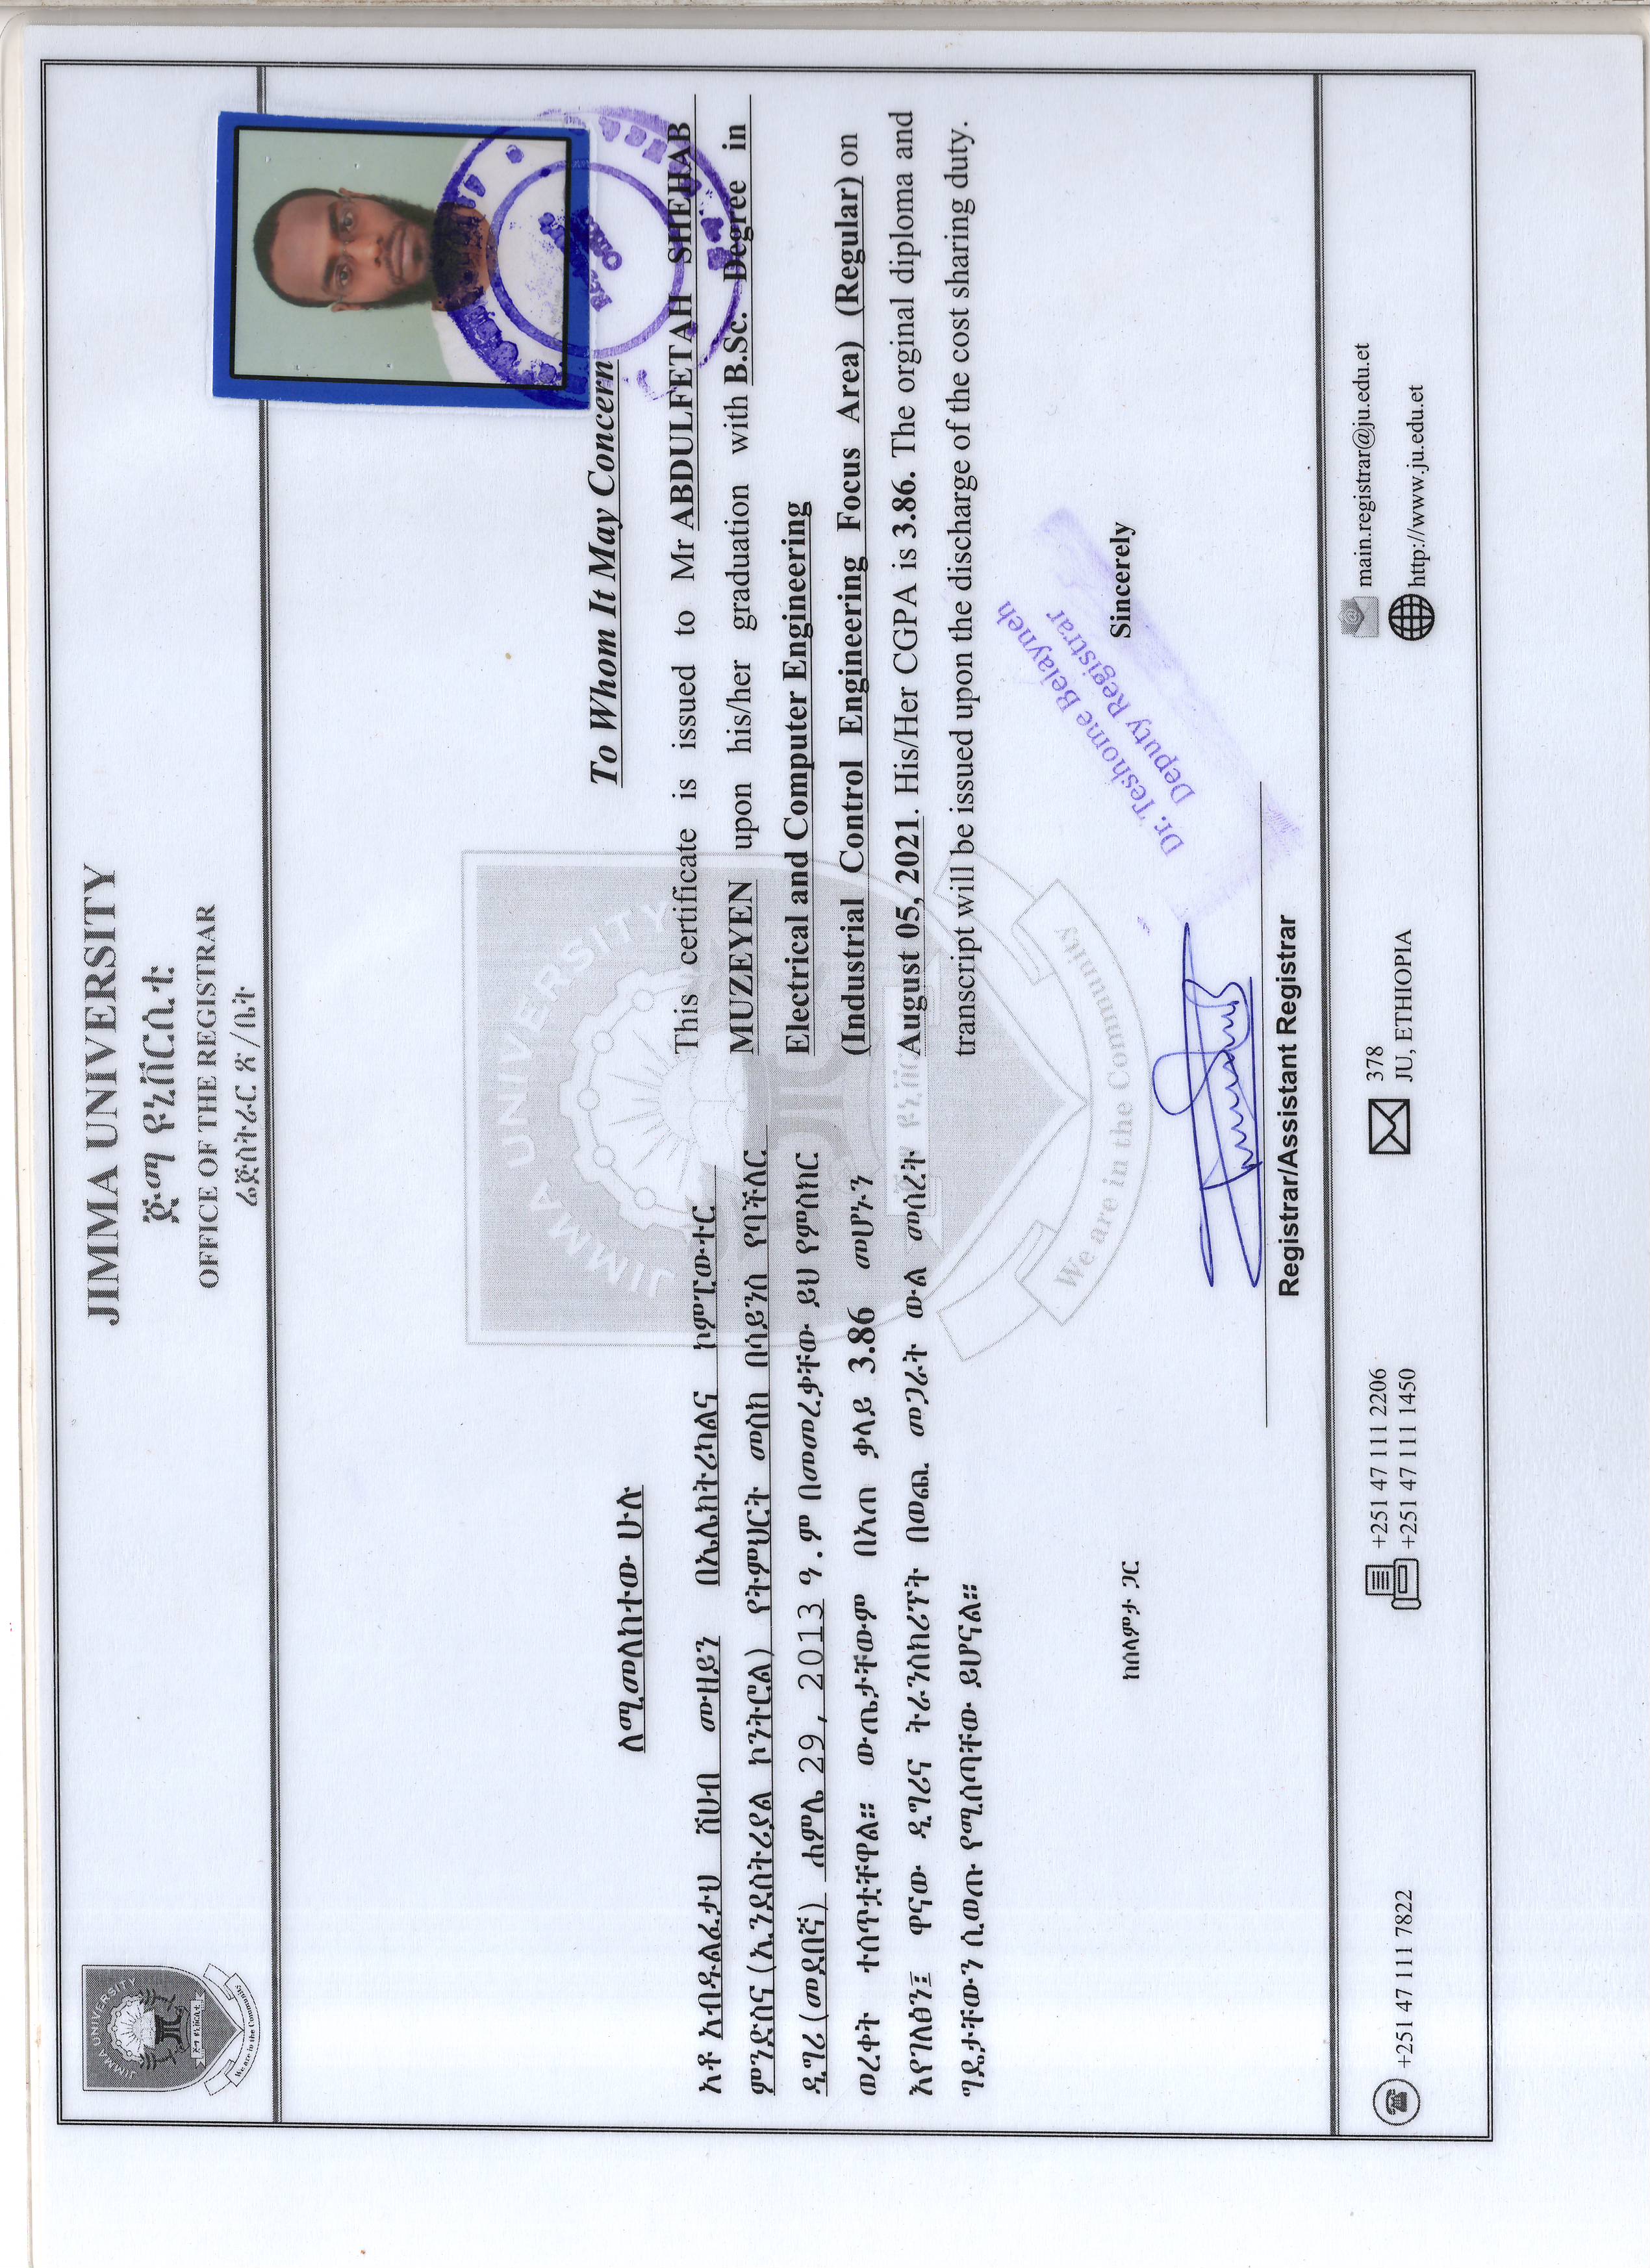 JIMMA UNIVERSITY
ጅማ ዩኒቨርሲቲ
OFFICE OF THE REGISTRAR
ሬጅስትራር ጽ/ቤት
JIMMA UNIVERSITY
ጅማ ዩኒቨርሲቲ
We are in the Community
ለሚመለከተው ሁሉ
አቶ አብዱልፈታህ ሸሀብ ሙዘይን በኤሌክትሪካልና ኮምፒውተር
ምንድስና(ኢንደስትሪያል ኮንትሮል) የትምህርት መስክ በሳይንስ የባችለር
ዲግሪ(መደበኛ) ሐምሌ 29, 2013 ዓ.ም በመመረቃቸው ይህ የምስክር
ወረቀት ተሰጥቷቸዋል። ውጤታቸውም በአጠ ቃላይ 3.86 መሆኑን
እየገለፅን፤ ዋናው ዲግሪና ትራንስክሪፕት በወጪ መጋራት ውል መሰረት
ግዴታቸውን ሲወጡ የሚሰጣቸው ይሆናል።
ከሰላምታ ጋር
To Whom It May Concern
This certificate is issued to Mr ABDULFETAH SHEHAB
MUZEYEN upon his/her graduation with B.Sc. Degree in
Electrical and Computer Engineering
(Industrial Control Engineering Focus Area) (Regular) on
August 05, 2021. His/Her CGPA is 3.86. The orginal diploma and
transcript will be issued upon the discharge of the cost sharing duty.
Sincerely
JIMMA UNIVERSITY
We are in the Community
Dr. Teshome Belayneh
Deputy Registrar
Registrar/Assistant Registrar
+251 47 111 7822
+251 47 111 2206
+251 47 111 1450
378
JU, ETHIOPIA
main.registrar@ju.edu.et
http://www.ju.edu.et